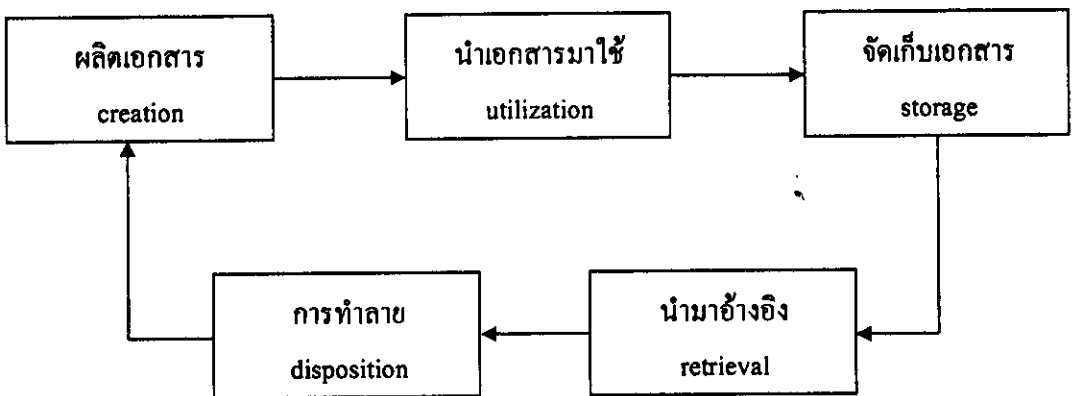 ผลิตเอกสาร
creation
นำเอกสารมาใช้
utilization
จัดเก็บเอกสาร
storage
นำมาอ้างอิง
retrieval
การทำลาย
disposition